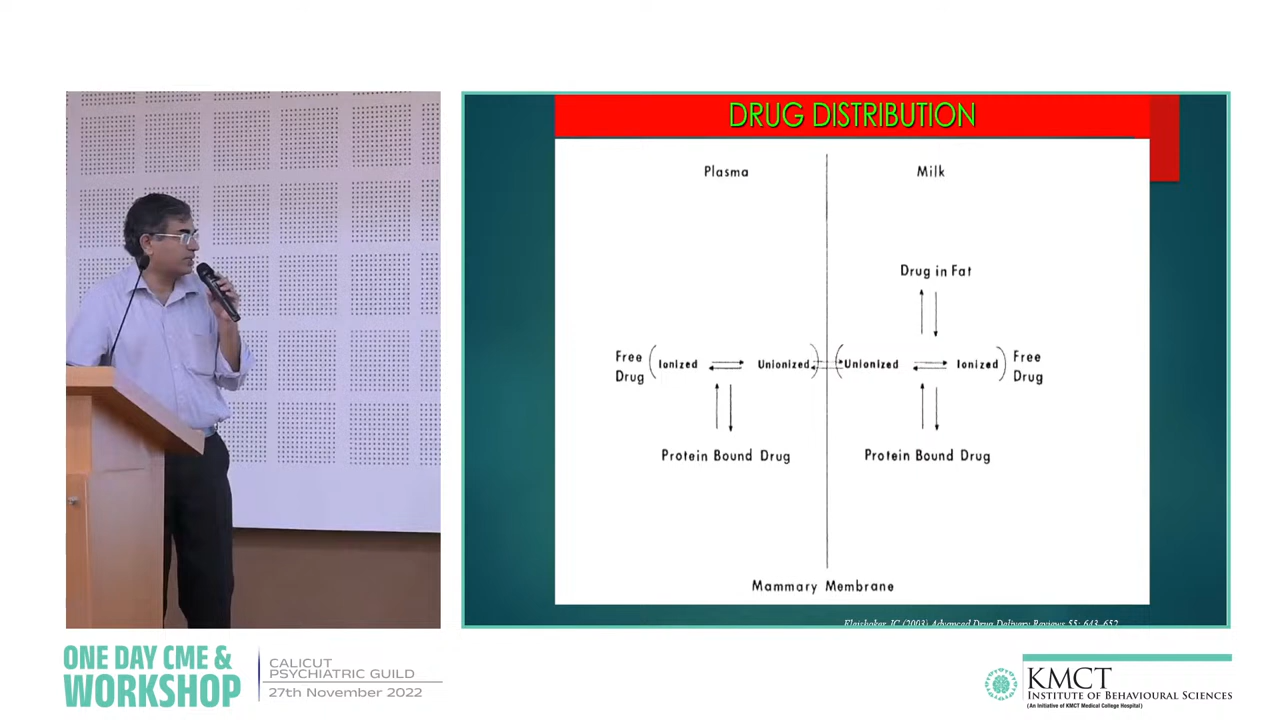 DRUG DISTRIBUTION
Plasma
Milk
Drug in Fat
Free
Drug
(Ionized
Unionized)
(Unionized
Ionized)
Free
Drug
Protein Bound Drug
Protein Bound Drug
Mammary Membrane
Fleishaker, JC (2003) Advanced Drug Delivery Reviews 55: 643–652
ONE DAY CME &
WORKSHOP
CALICUT
PSYCHIATRIC GUILD
27th November 2022
KMCT
INSTITUTE OF BEHAVIOURAL SCIENCES
(An Initiative of KMCT Medical College Hospital)